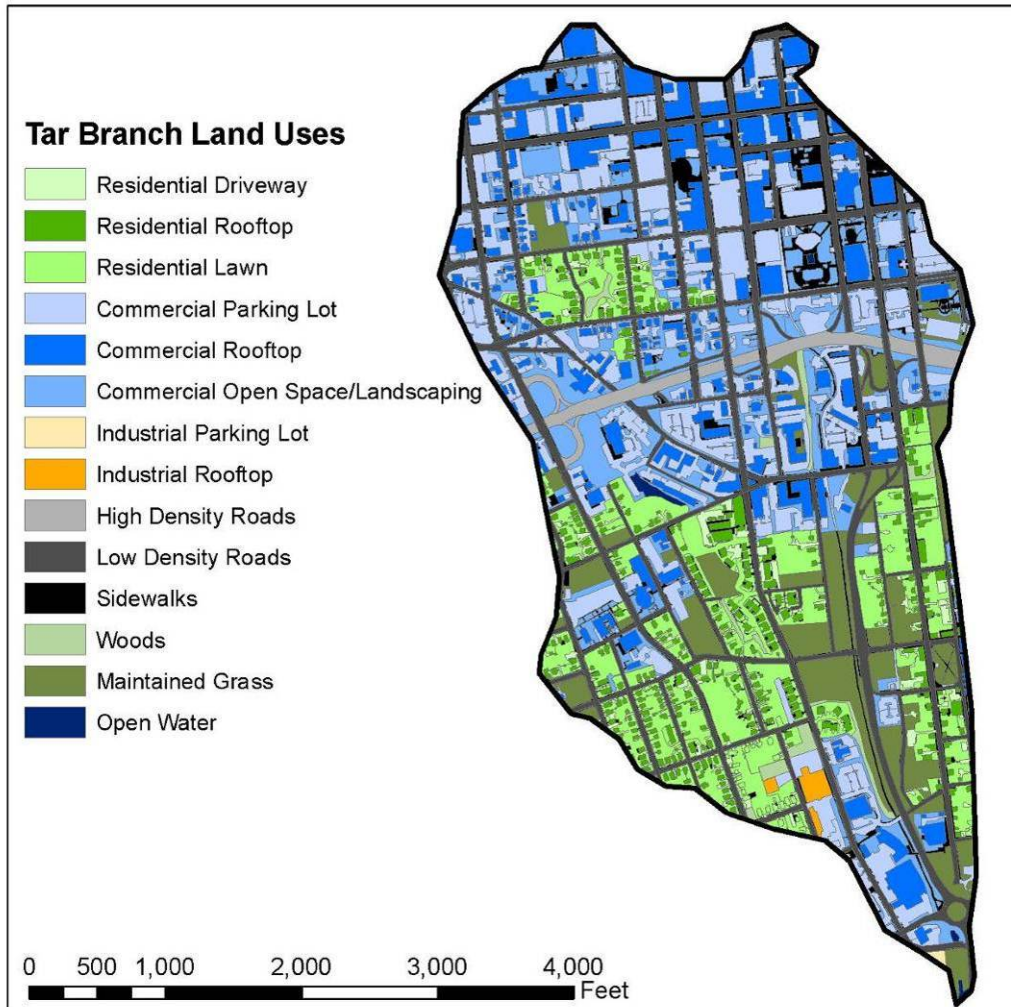 Tar Branch Land Uses
Residential Driveway
Residential Rooftop
Residential Lawn
Commercial Parking Lot
Commercial Rooftop
Commercial Open Space/Landscaping
Industrial Parking Lot
Industrial Rooftop
High Density Roads
Low Density Roads
Sidewalks
Woods
Maintained Grass
Open Water
0 500 1,000 2,000 3,000 4,000
Feet